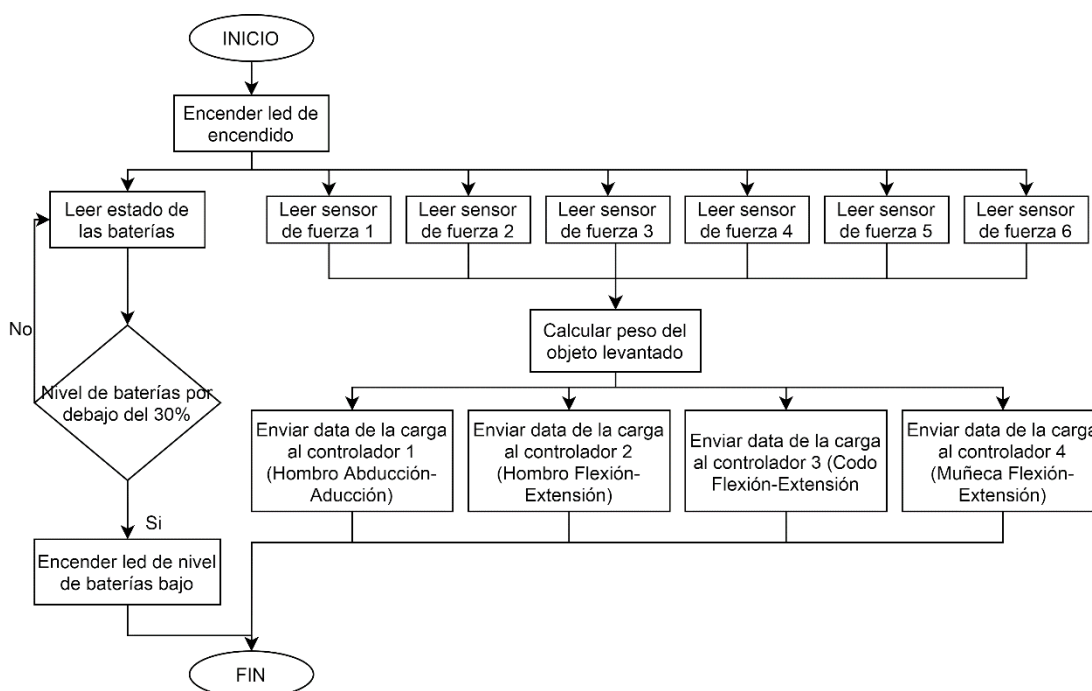 INICIO
Encender led de
encendido
Leer estado de
las baterías
Leer sensor
de fuerza 1
Leer sensor
de fuerza 2
Leer sensor
de fuerza 3
Leer sensor
de fuerza 4
Leer sensor
de fuerza 5
Leer sensor
de fuerza 6
No
Calcular peso del
objeto levantado
Nivel de baterías por
debajo del 30%
Enviar data de la carga
al controlador 1
(Hombro Abducción-
Aducción)
Enviar data de la carga
al controlador 2
(Hombro Flexión-
Extensión)
Enviar data de la carga
al controlador 3 (Codo
Flexión-Extensión
Enviar data de la carga
al controlador 4
(Muñeca Flexión-
Extensión)
Si
Encender led de nivel
de baterías bajo
FIN